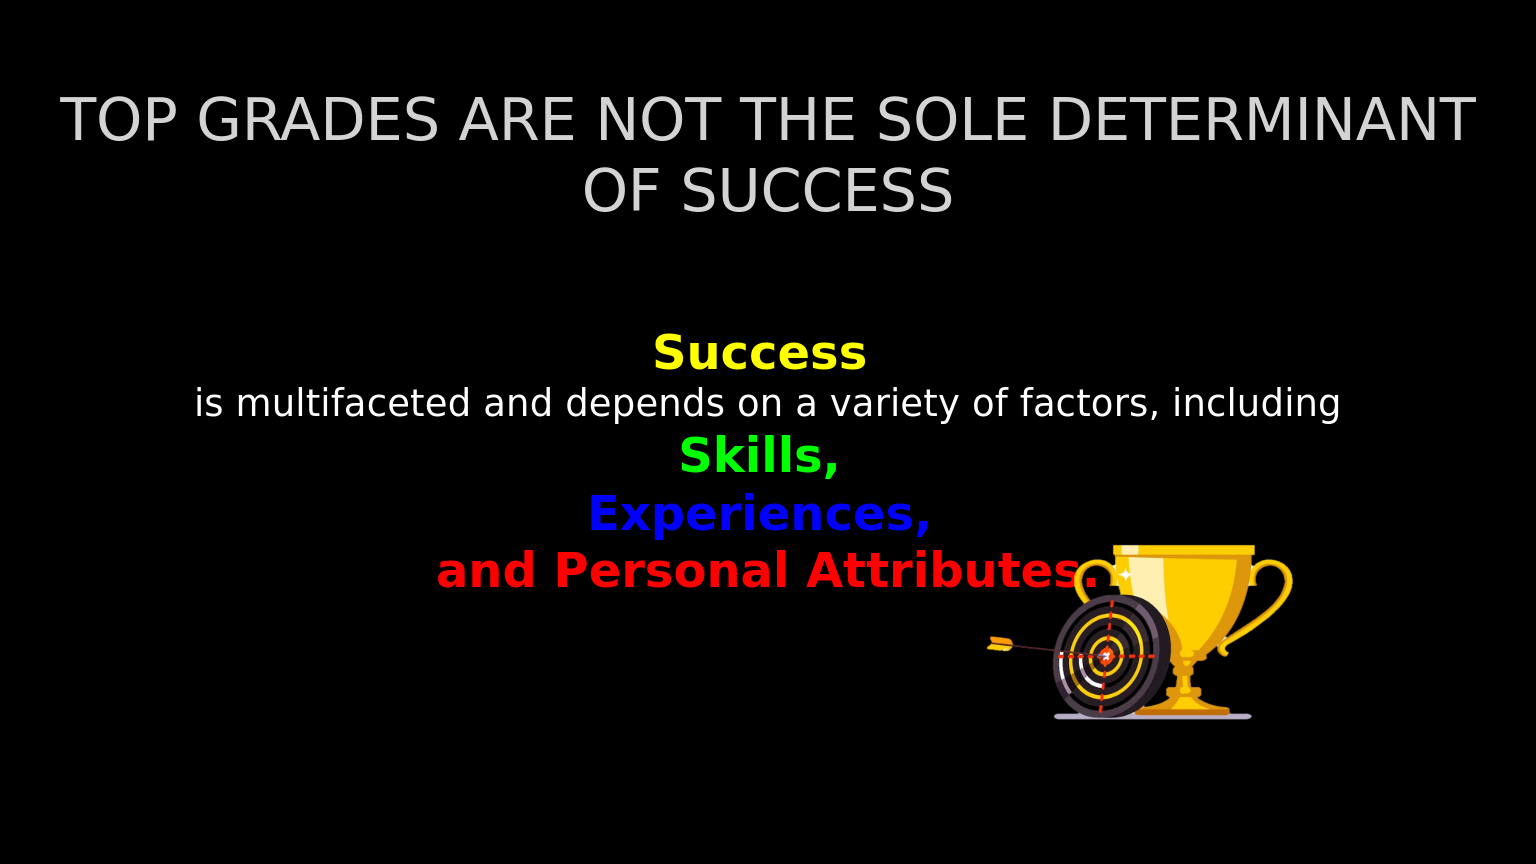 TOP GRADES ARE NOT THE SOLE DETERMINANT
OF SUCCESS
Success
is multifaceted and depends on a variety of factors, including
Skills,
Experiences,
and Personal Attributes.